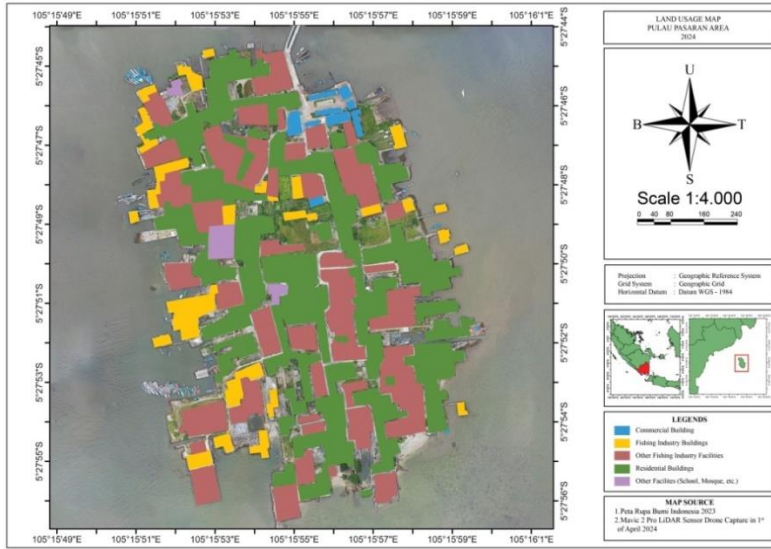 105°15'49"E 105°15'51"E 105°15'53"E 105°15'55"E 105°15'57"E 105°15'59"E 105°16'1"E
5°27'45"S
5°27'47"S
5°27'49"S
5°27'51"S
5°27'53"S
5°27'55"S
5°27'44"S
5°27'46"S
5°27'48"S
5°27'50"S
5°27'52"S
5°27'54"S
5°27'56"S
105°15'49"E 105°15'51"E 105°15'53"E 105°15'55"E 105°15'57"E 105°15'59"E 105°16'1"E
LAND USAGE MAP
PULAU PASARAN AREA
2024
U
B T
S
Scale 1:4.000
0 40 80 160 240
Projection : Geographic Reference System
Grid System : Geographic Grid
Horizontal Datum : Datum WGS - 1984
LEGENDS
Commercial Building
Fishing Industry Buildings
Other Fishing Industry Facilities
Residential Buildings
Other Facilites (School, Mosque, etc.)
MAP SOURCE
1.Peta Rupa Bumi Indonesia 2023
2.Mavic 2 Pro LiDAR Sensor Drone Capture in 1st
of April 2024